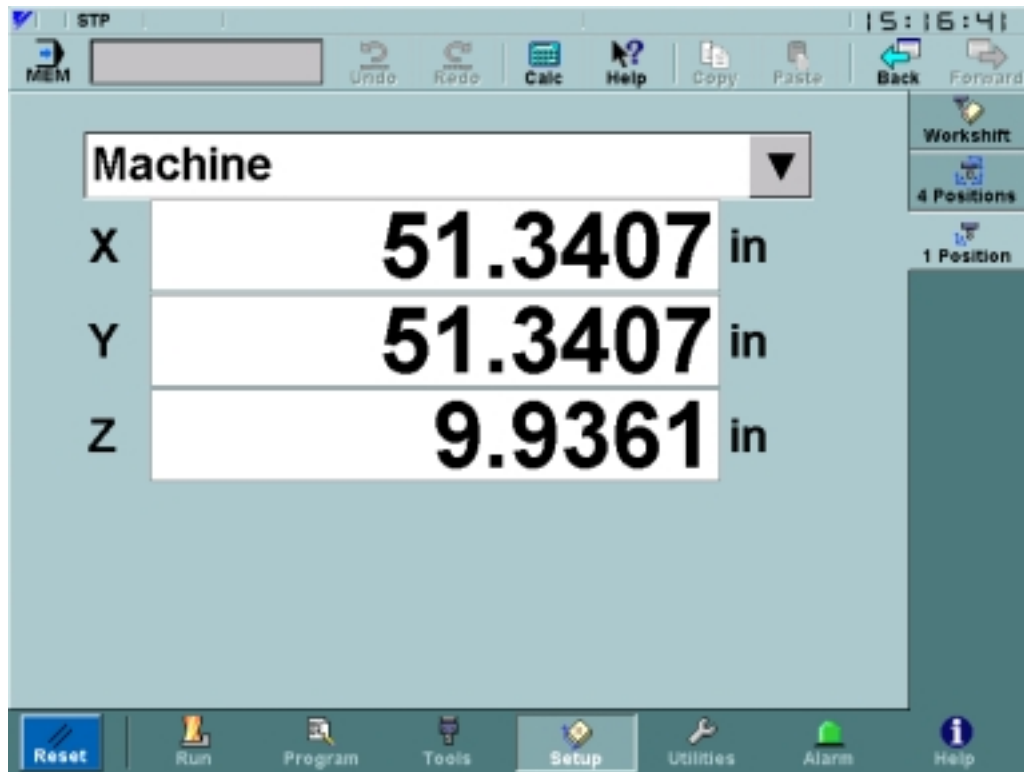 STP 15:16:41
MEM Undo Redo Calc Help Copy Paste Back Forward
Workshift
Machine
4 Positions
X 51.3407 in
1 Position
Y 51.3407 in
Z 9.9361 in
Reset Run Program Tools Setup Utilities Alarm Help